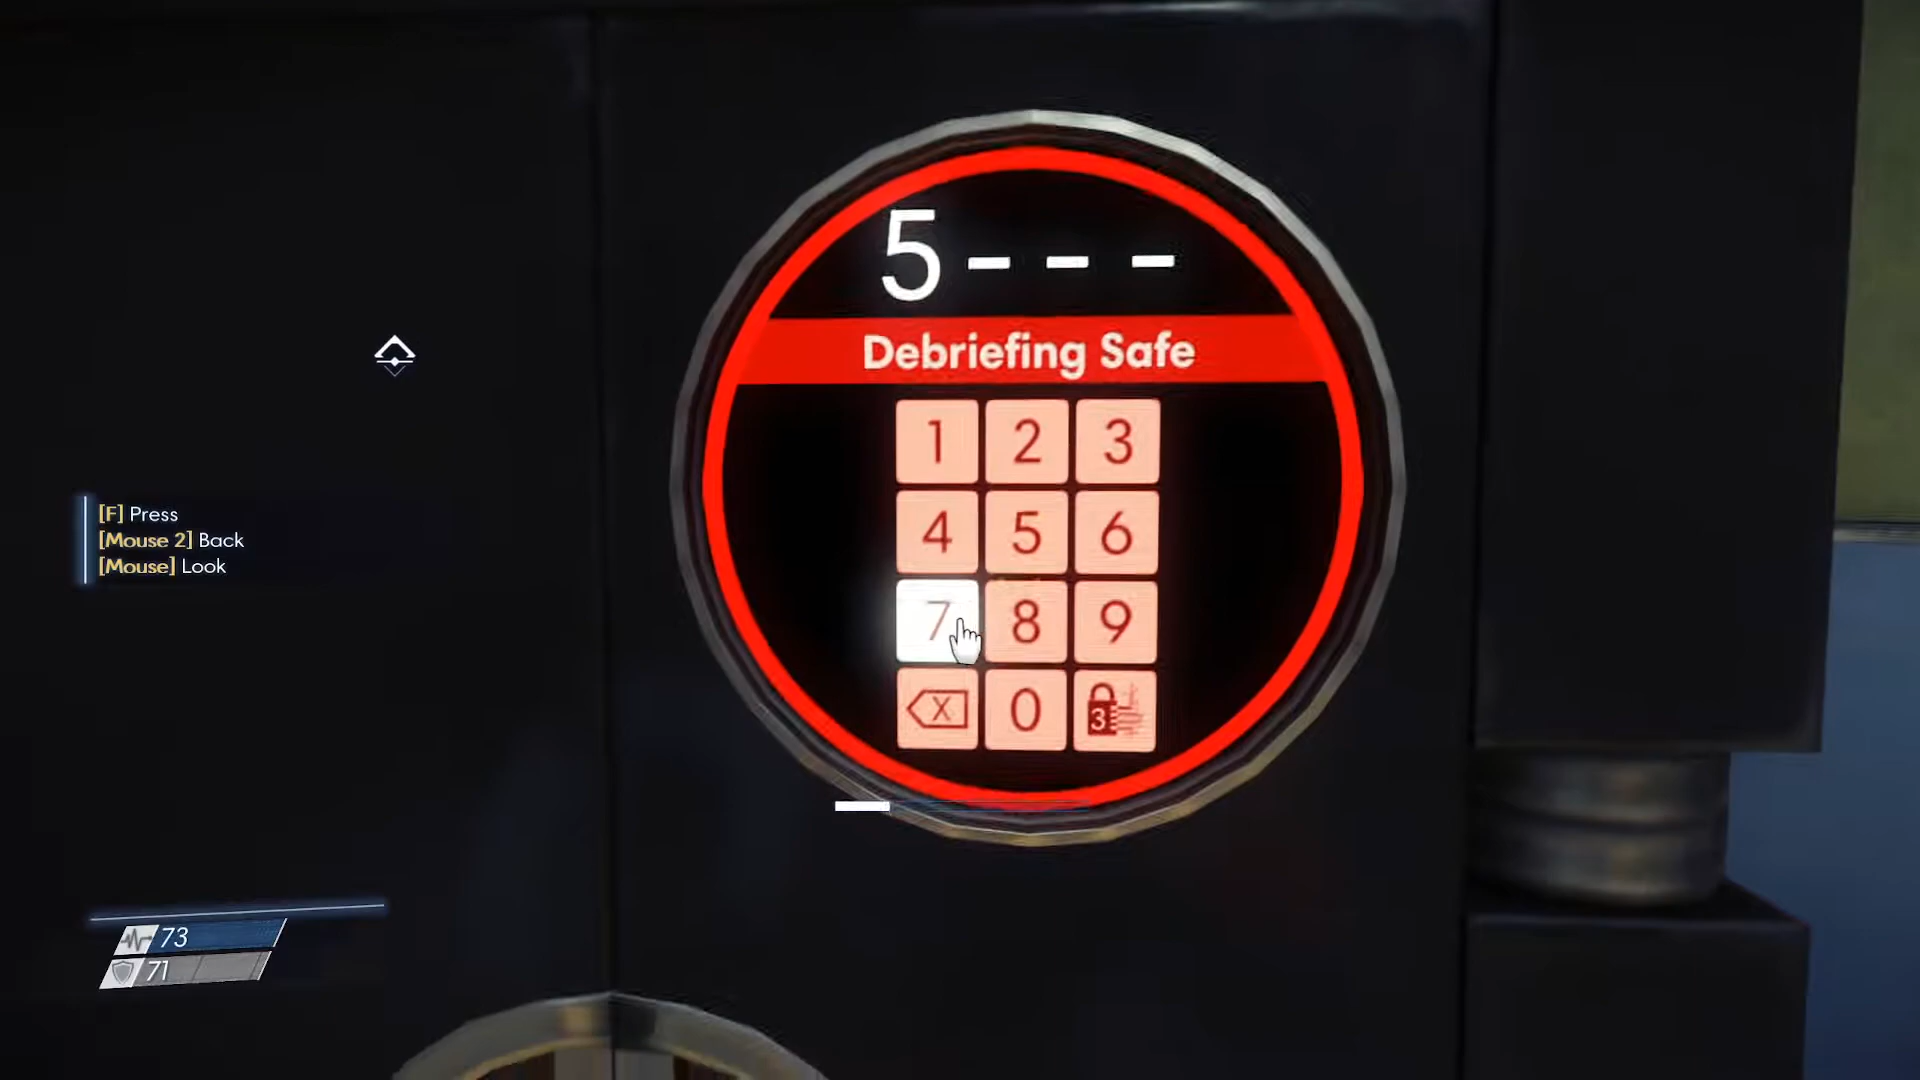 5 - - -
Debriefing Safe
1 2 3
4 5 6
7 8 9
X 0 3
[F] Press
[Mouse 2] Back
[Mouse] Look
73
71